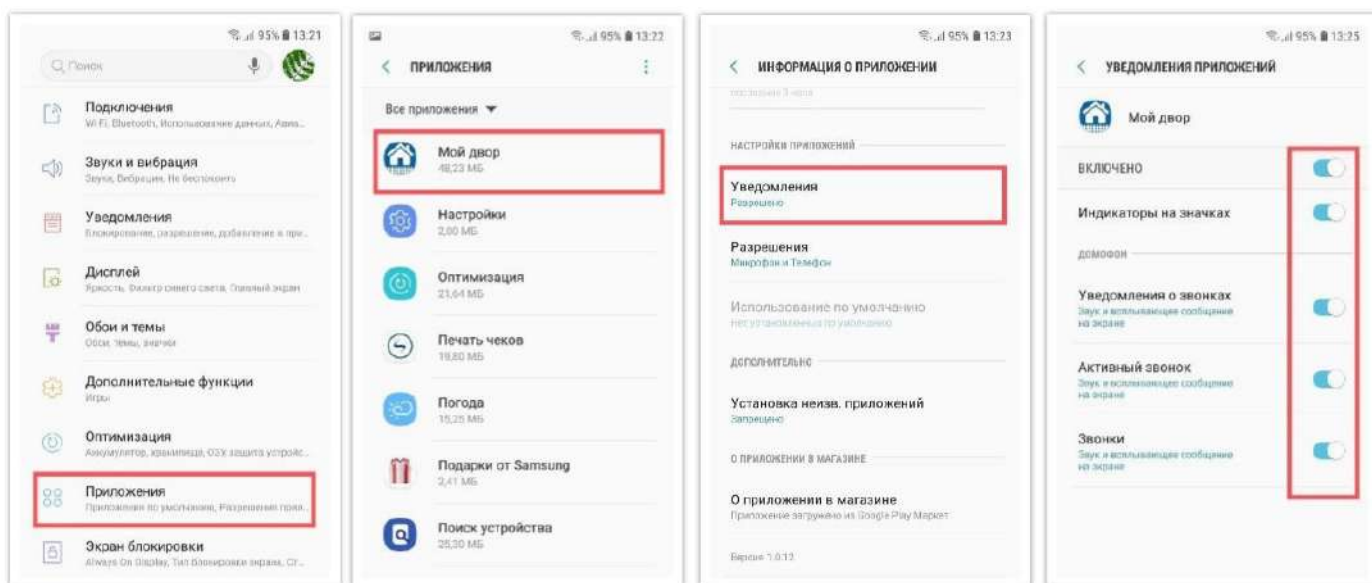 95% 13:21
Поиск
Подключения
Wi-Fi, Bluetooth, Использование данных, Авиа...
Звуки и вибрация
Звуки, Вибрация, Не беспокоить
Уведомления
Блокирование, разрешение, добавление в при...
Дисплей
Яркость, Фильтр синего света, Главный экран
Обои и темы
Обои, темы, значки
Дополнительные функции
Игры
Оптимизация
Аккумулятор, хранилище, ОЗУ, защита устройс...
Приложения
Приложения по умолчанию, Разрешения прил...
Экран блокировки
Always On Display, Тип блокировки экрана, Cr...
95% 13:22
ПРИЛОЖЕНИЯ
Все приложения
Мой двор
48,23 МБ
Настройки
2,00 МБ
Оптимизация
21,64 МБ
Печать чеков
19,80 МБ
Погода
15,25 МБ
Подарки от Samsung
2,41 МБ
Поиск устройства
25,30 МБ
95% 13:23
ИНФОРМАЦИЯ О ПРИЛОЖЕНИИ
НАСТРОЙКИ ПРИЛОЖЕНИЙ
Уведомления
Разрешено
Разрешения
Микрофон и Телефон
Использование по умолчанию
Нет установленных по умолчанию
ДОПОЛНИТЕЛЬНО
Установка неизв. приложений
Запрещено
О ПРИЛОЖЕНИИ В МАГАЗИНЕ
О приложении в магазине
Приложение загружено из Google Play Маркет
Версия 1.0.12
95% 13:25
УВЕДОМЛЕНИЯ ПРИЛОЖЕНИЙ
Мой двор
ВКЛЮЧЕНО
Индикаторы на значках
ДОМОФОН
Уведомления о звонках
Звук и всплывающее сообщение
на экране
Активный звонок
Звук и всплывающее сообщение
на экране
Звонки
Звук и всплывающее сообщение
на экране